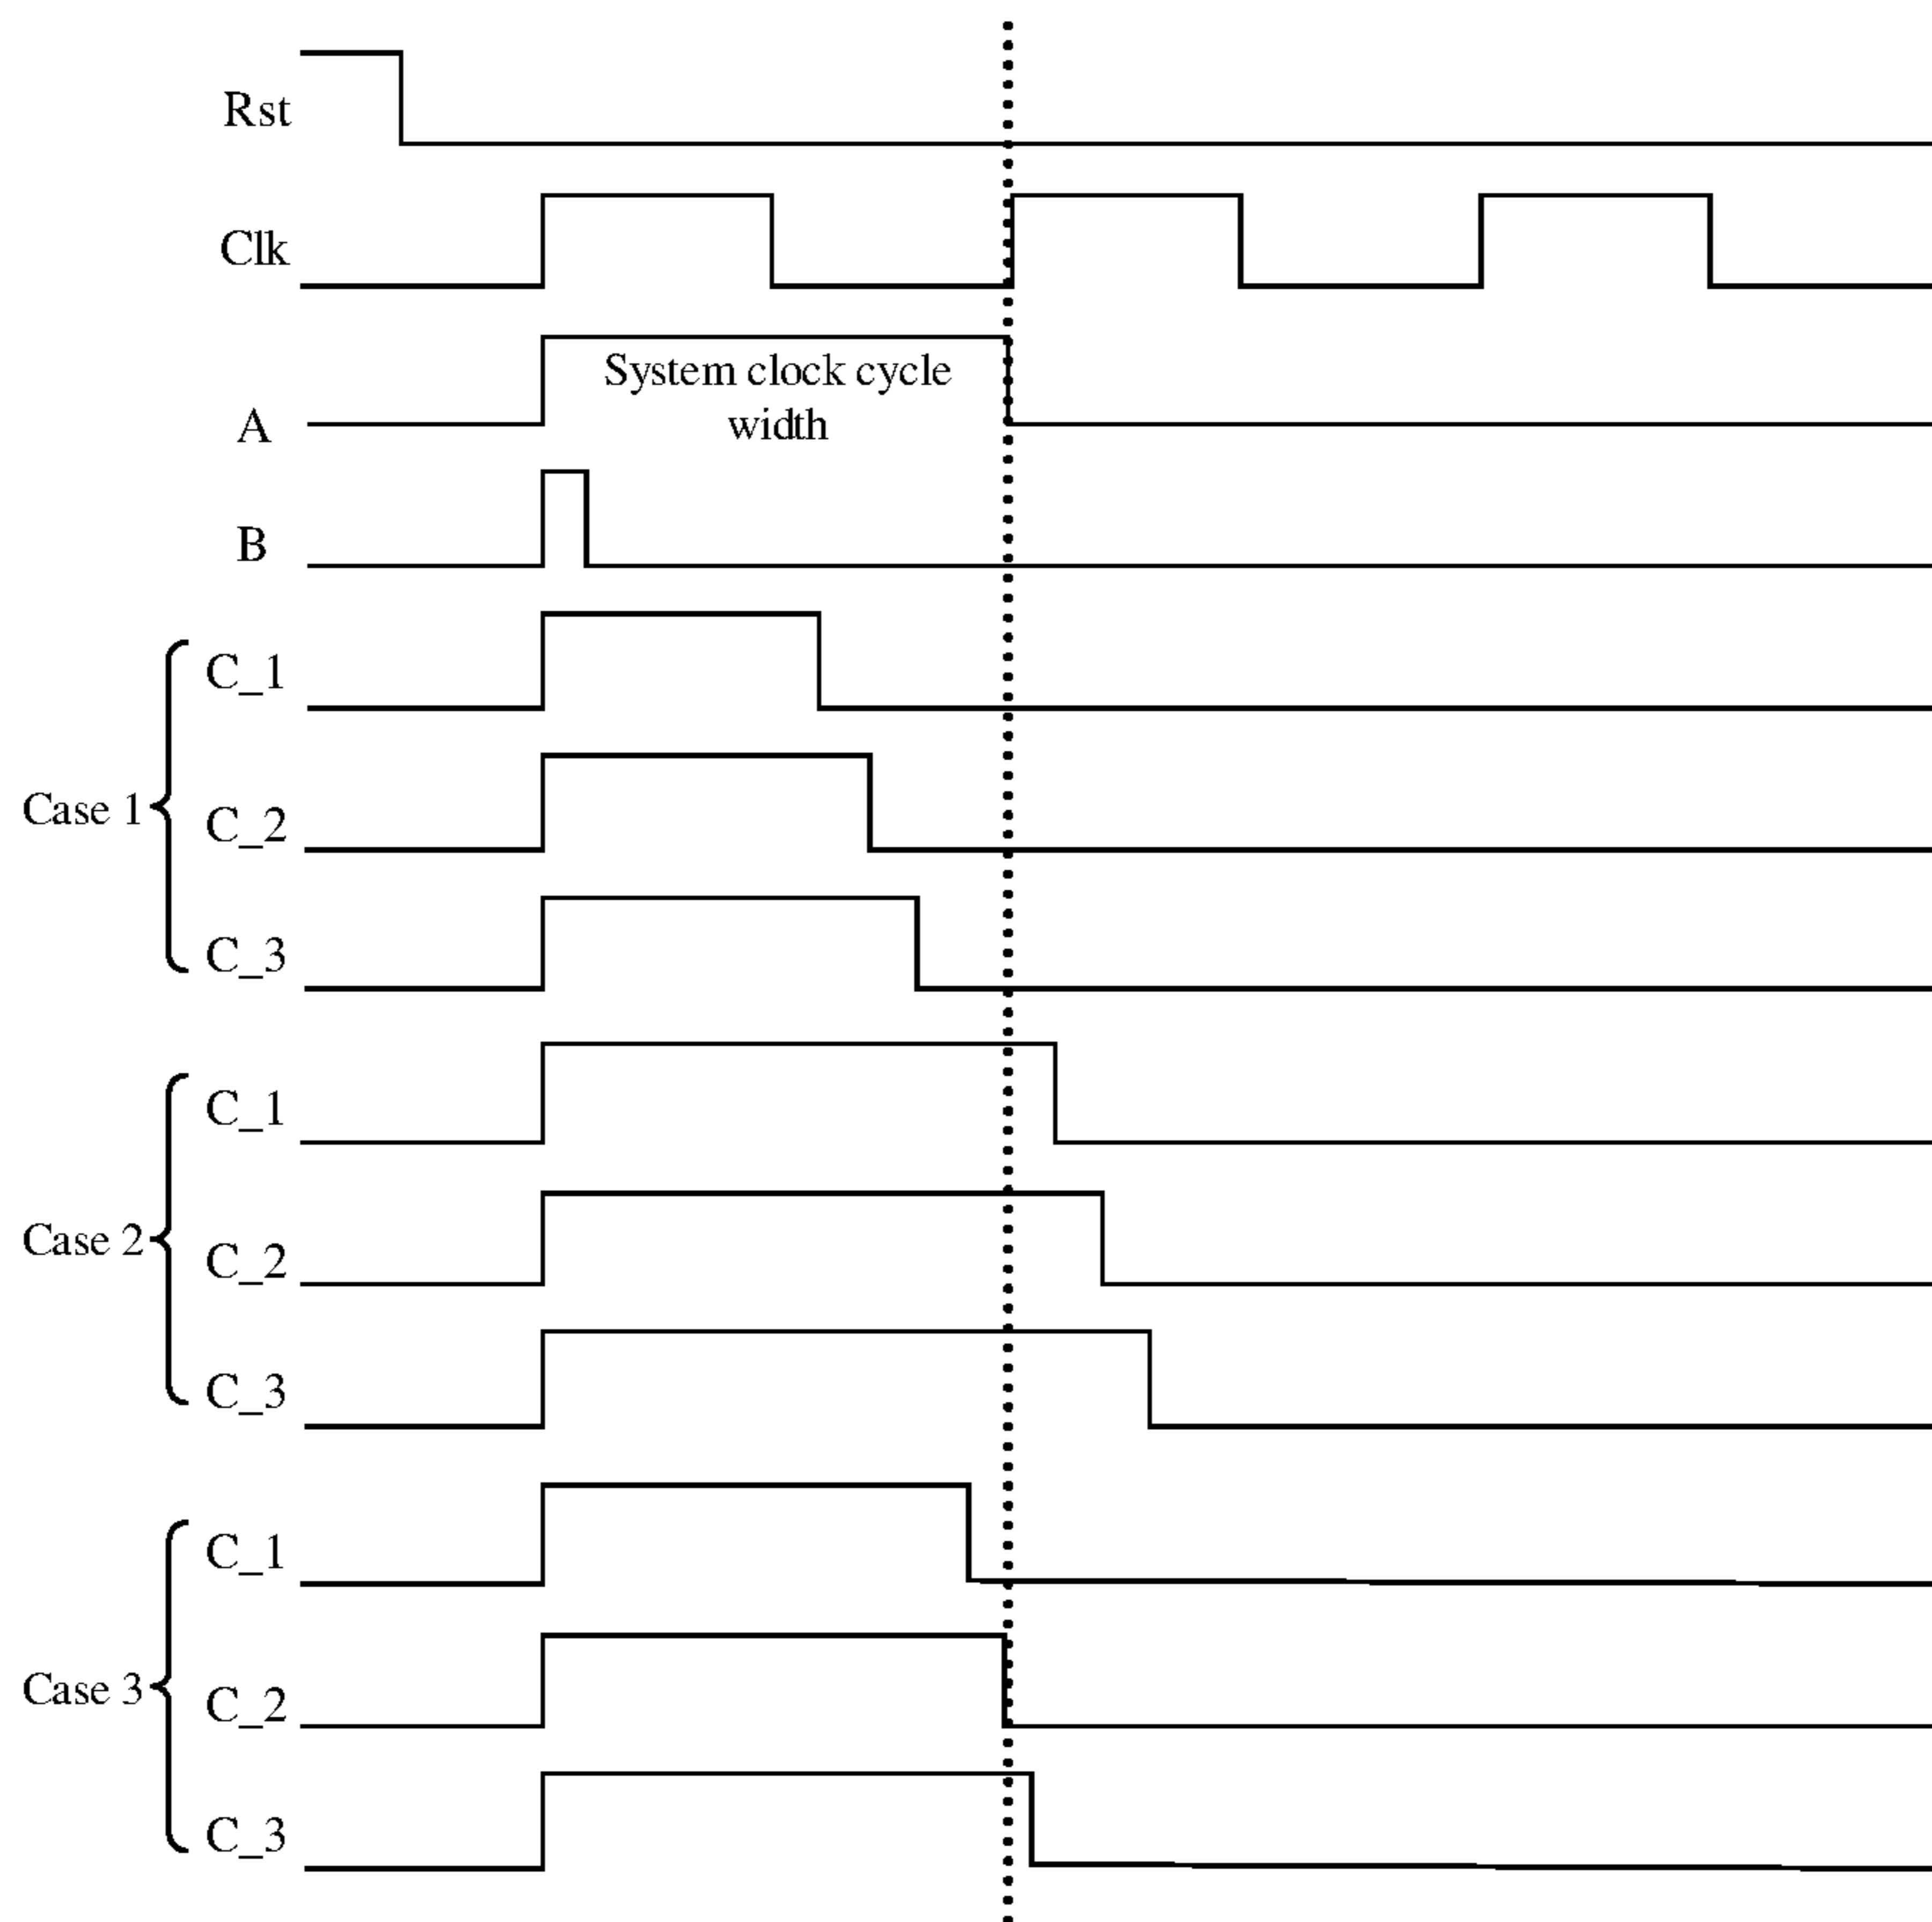 Rst
Clk
A
System clock cycle
width
B
Case 1
C_1
C_2
C_3
Case 2
C_1
C_2
C_3
Case 3
C_1
C_2
C_3